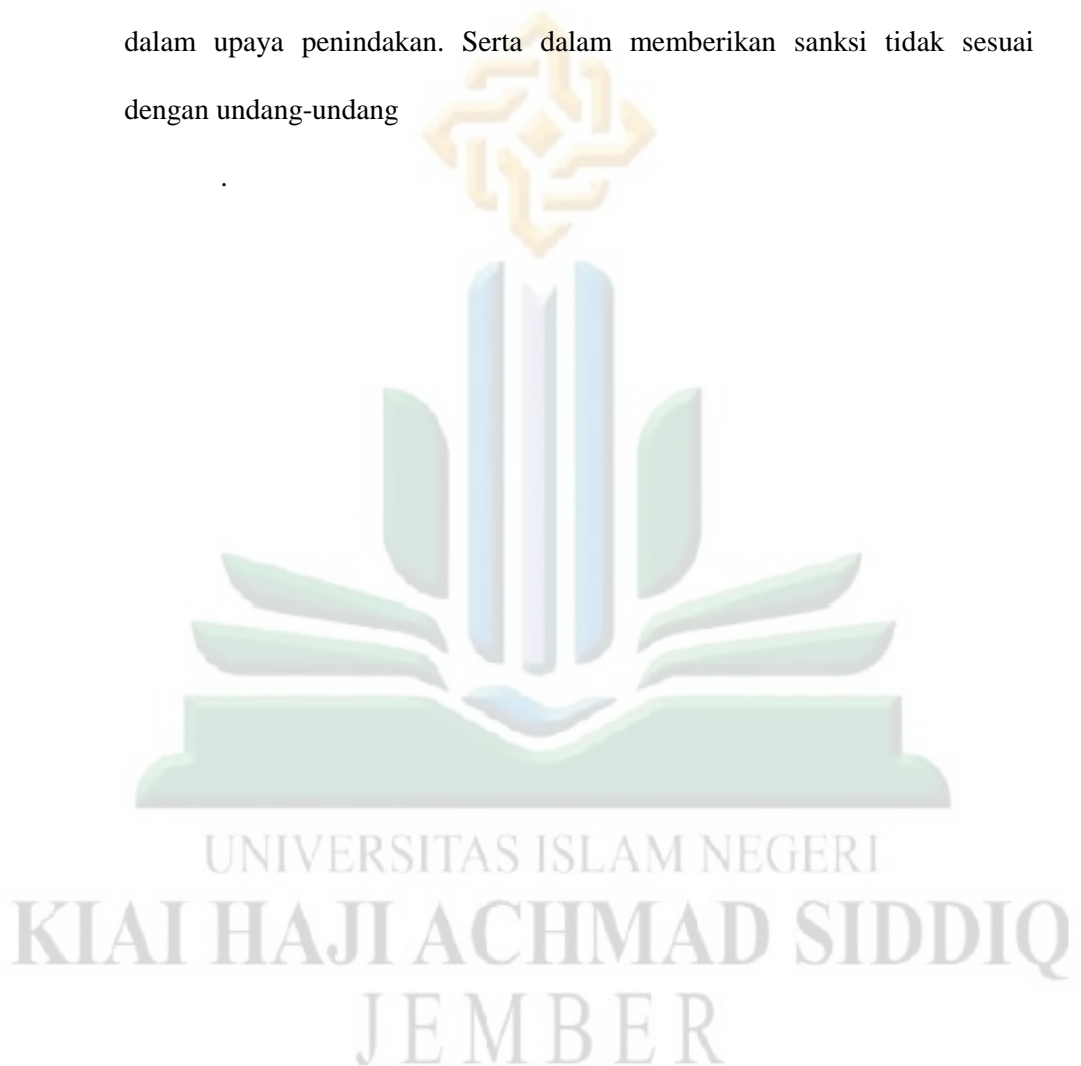 dalam upaya penindakan. Serta dalam memberikan sanksi tidak sesuai
dengan undang-undang
.
UNIVERSITAS ISLAM NEGERI
KIAI HAJI ACHMAD SIDDIQ
JEMBER